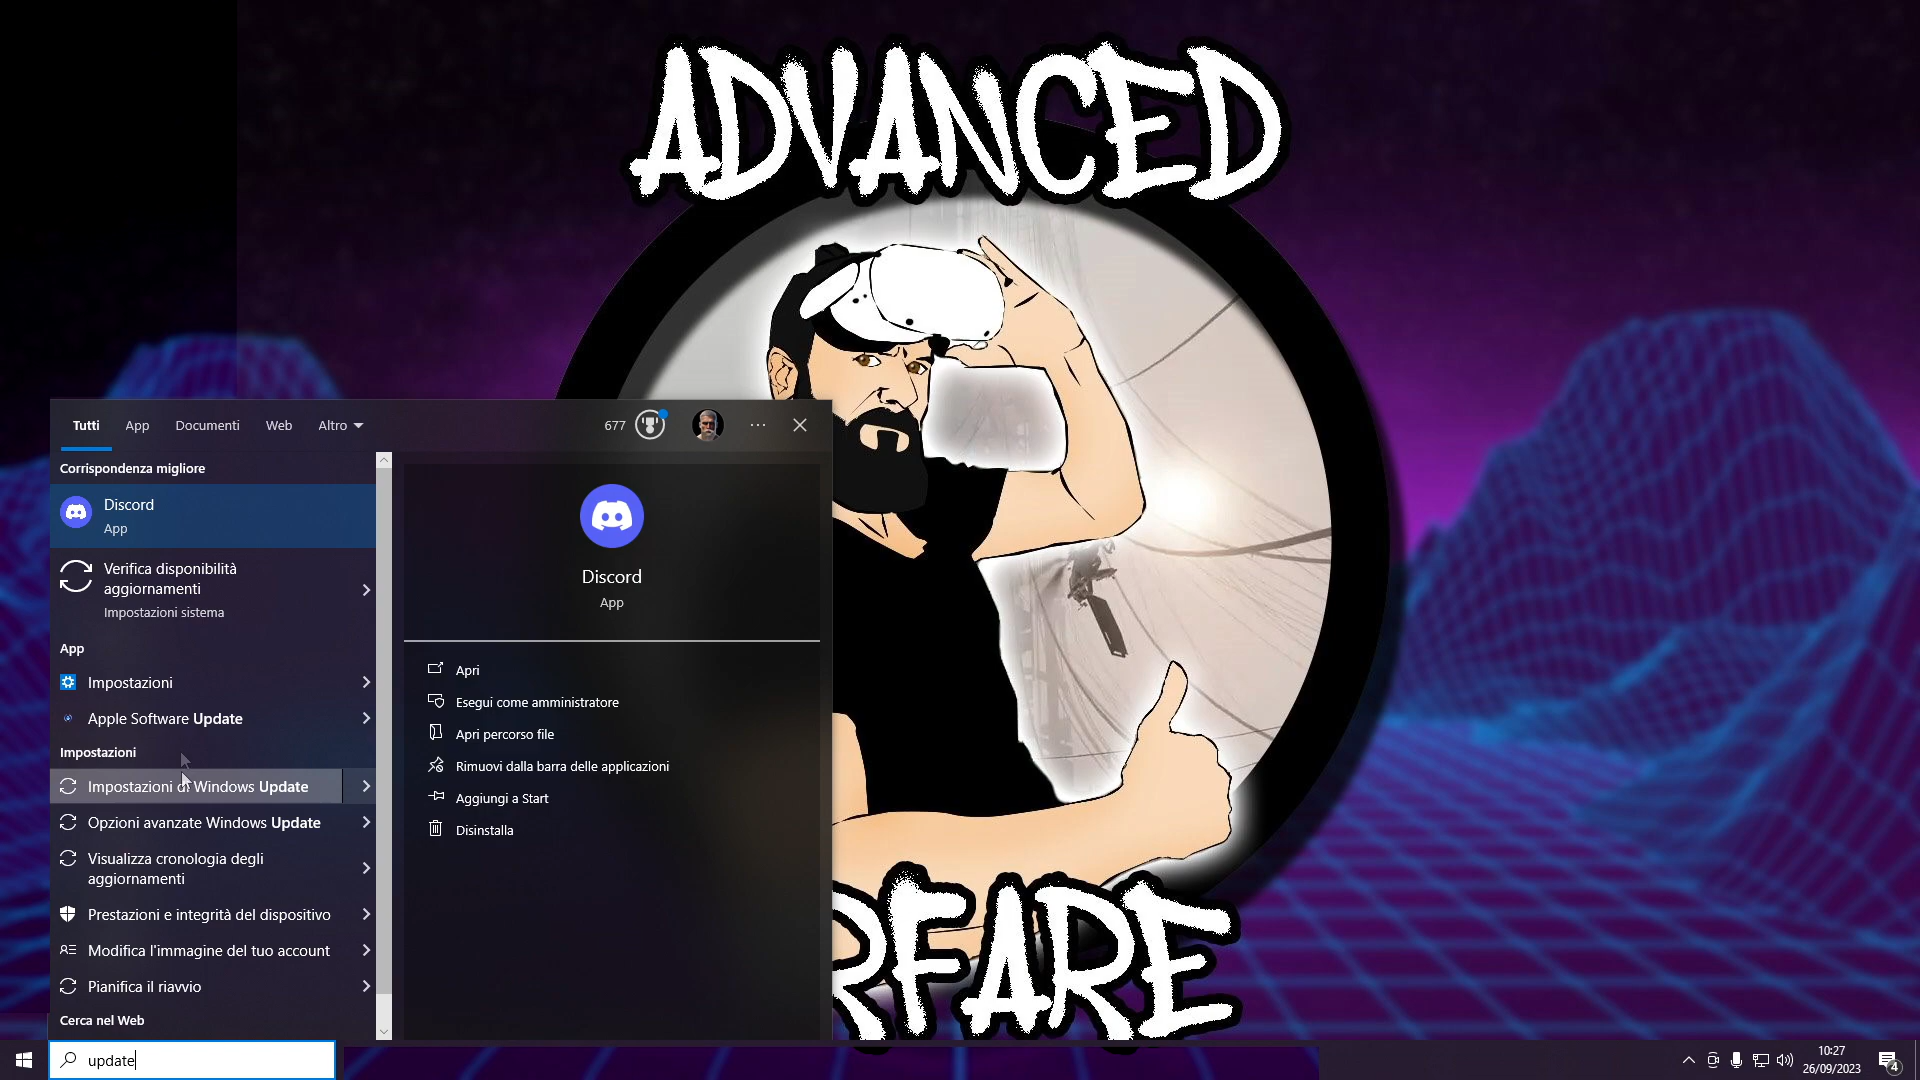 ADVANCED
Tutti
App
Documenti
Web
Altro
677
Corrispondenza migliore
Discord
App
Verifica disponibilità
aggiornamenti
Impostazioni sistema
App
Impostazioni
Apple Software Update
Impostazioni
Impostazioni di Windows Update
Opzioni avanzate Windows Update
Visualizza cronologia degli
aggiornamenti
Prestazioni e integrità del dispositivo
Modifica l'immagine del tuo account
Pianifica il riavvio
Cerca nel Web
Discord
App
Apri
Esegui come amministratore
Apri percorso file
Rimuovi dalla barra delle applicazioni
Aggiungi a Start
Disinstalla
RFARE
update
10:27
26/09/2023
4